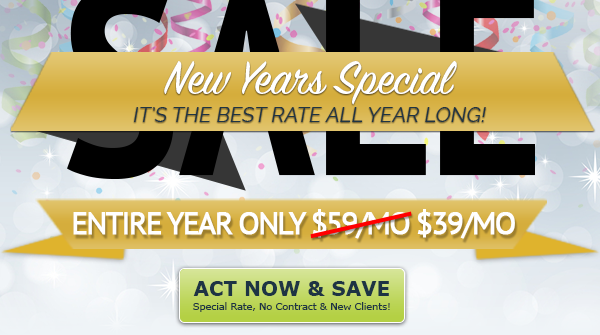 SALE
New Years Special
IT'S THE BEST RATE ALL YEAR LONG!
ENTIRE YEAR ONLY $59/MO $39/MO
ACT NOW & SAVE
Special Rate, No Contract & New Clients!